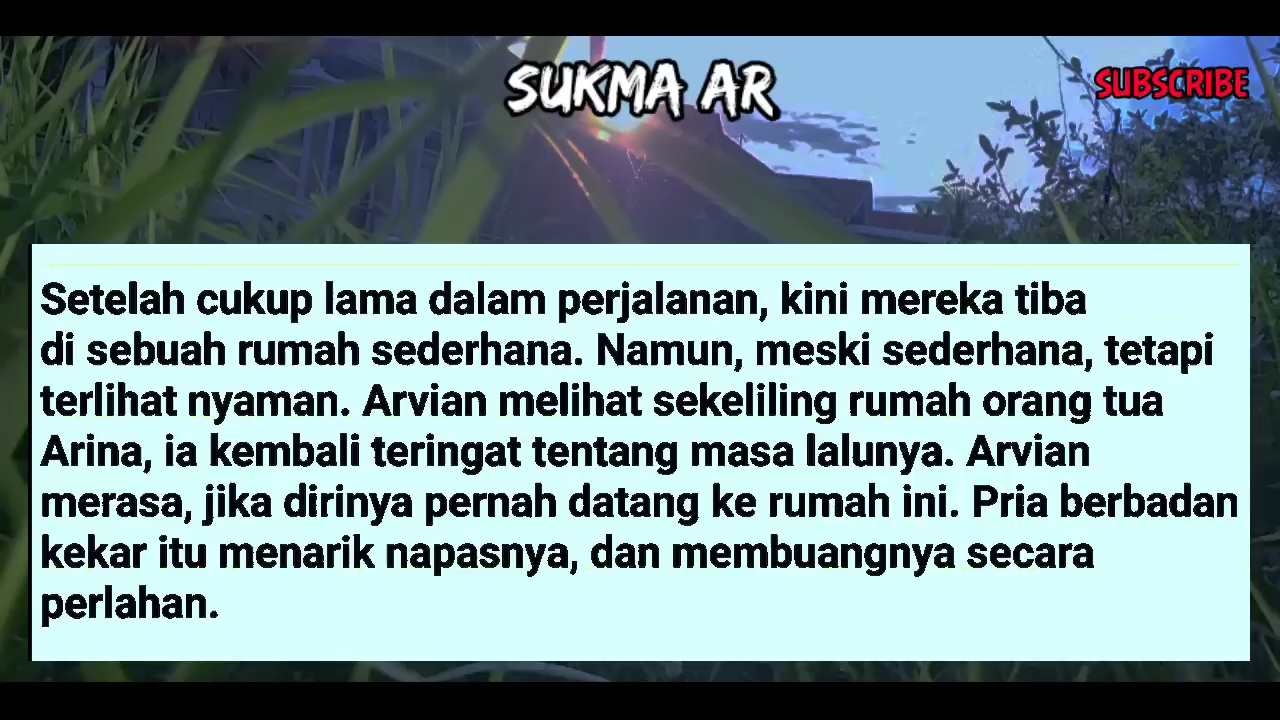 SUKMA AR
SUBSCRIBE
Setelah cukup lama dalam perjalanan, kini mereka tiba
di sebuah rumah sederhana. Namun, meski sederhana, tetapi
terlihat nyaman. Arvian melihat sekeliling rumah orang tua
Arina, ia kembali teringat tentang masa lalunya. Arvian
merasa, jika dirinya pernah datang ke rumah ini. Pria berbadan
kekar itu menarik napasnya, dan membuangnya secara
perlahan.